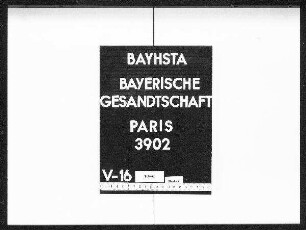 BAYHSTA
BAYERISCHE
GESANDTSCHAFT
PARIS
3902
V-16